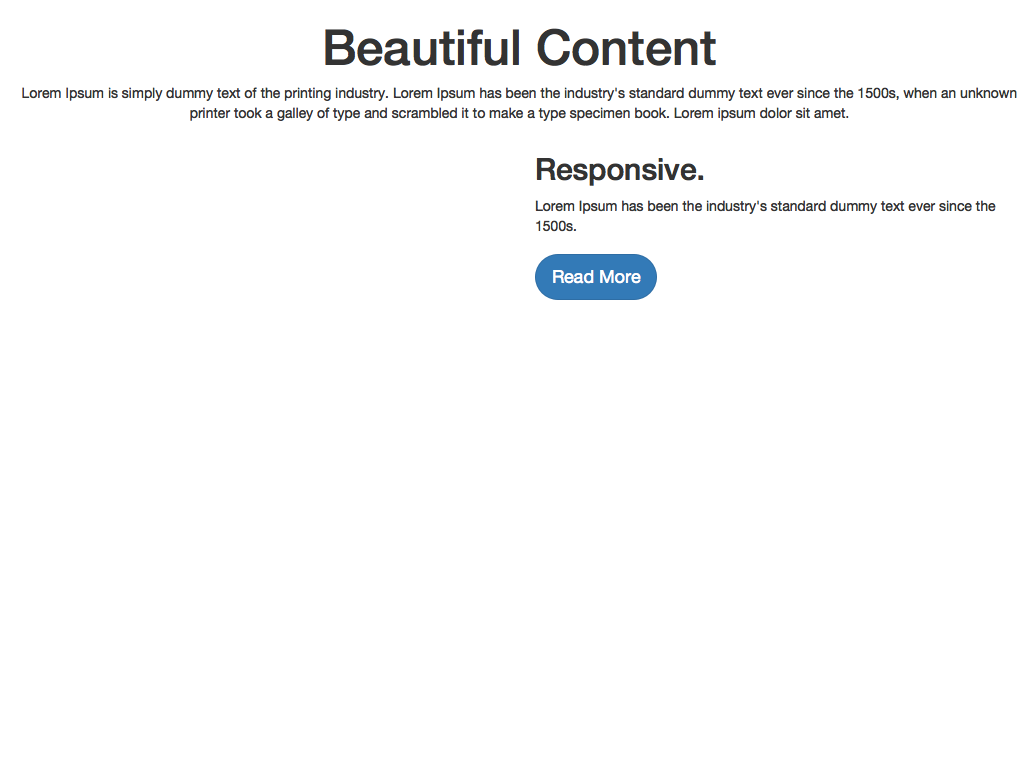 Beautiful Content
Lorem Ipsum is simply dummy text of the printing industry. Lorem Ipsum has been the industry's standard dummy text ever since the 1500s, when an unknown
printer took a galley of type and scrambled it to make a type specimen book. Lorem ipsum dolor sit amet.
Responsive.
Lorem Ipsum has been the industry's standard dummy text ever since the
1500s.
Read More